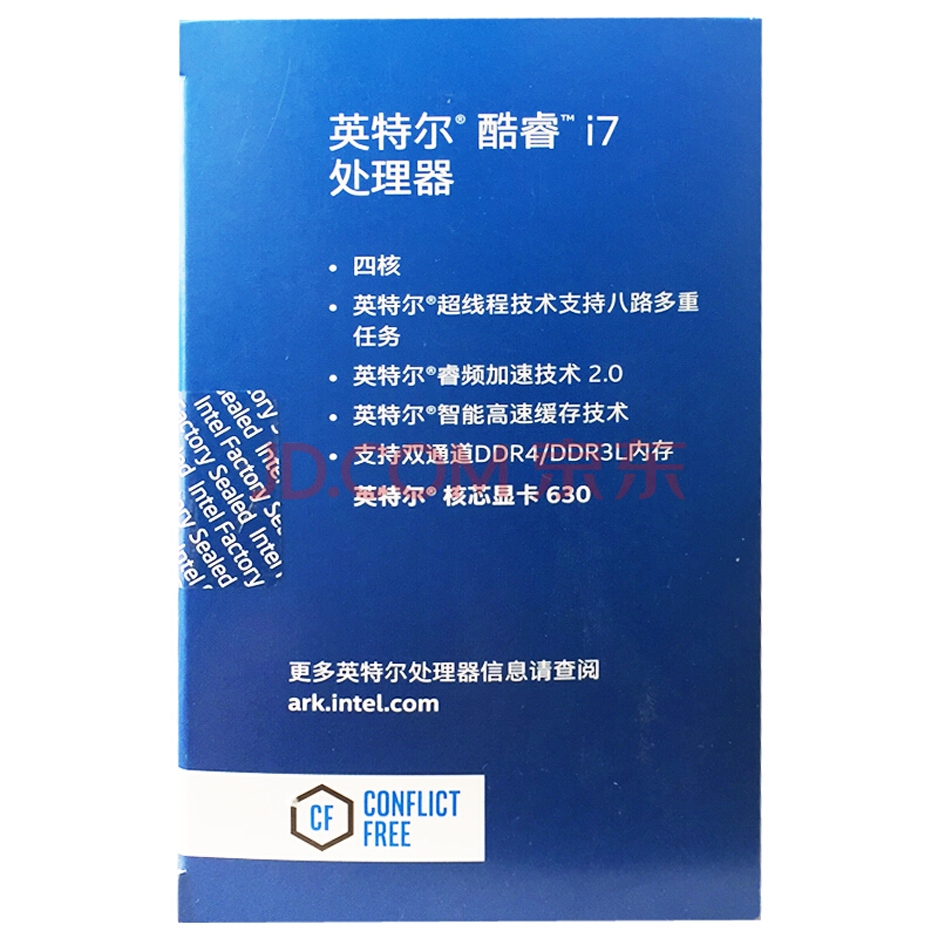 英特尔® 酷睿™ i7
处理器
• 四核
• 英特尔®超线程技术支持八路多重
任务
• 英特尔®睿频加速技术 2.0
• 英特尔®智能高速缓存技术
• 支持双通道DDR4/DDR3L内存
英特尔® 核芯显卡 630
JD.COM 京东
Intel Factory Sealed
Intel Factory
更多英特尔处理器信息请查阅
ark.intel.com
CF
CONFLICT
FREE